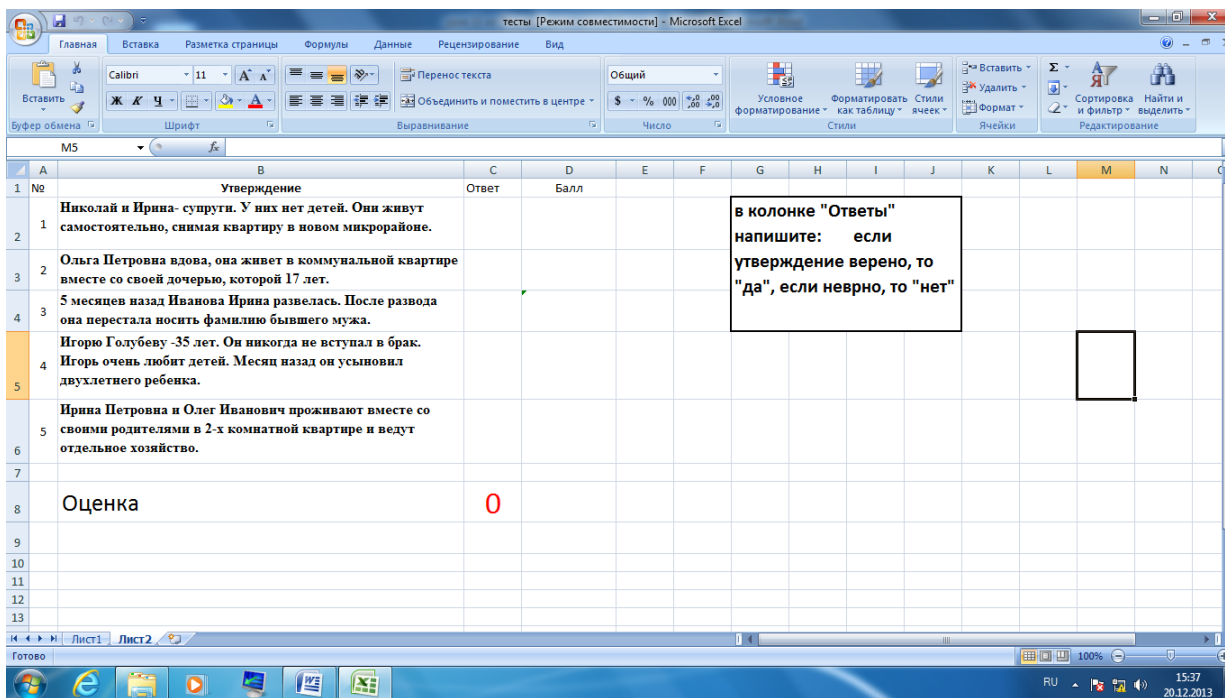 тесты [Режим совместимости] - Microsoft Excel
Главная Вставка Разметка страницы Формулы Данные Рецензирование Вид
Вставить
Calibri 11
Ж К Ч
Перенос текста
Объединить и поместить в центре
Общий
% 000
Условное форматирование
Форматировать как таблицу
Стили ячеек
Вставить
Удалить
Формат
Σ
Сортировка и фильтр
Найти и выделить
Буфер обмена Шрифт Выравнивание Число Стили Ячейки Редактирование
M5 fx
A B C D E F G H I J K L M N
1 № Утверждение Ответ Балл
2 1 Николай и Ирина- супруги. У них нет детей. Они живут
самостоятельно, снимая квартиру в новом микрорайоне.
3 2 Ольга Петровна вдова, она живет в коммунальной квартире
вместе со своей дочерью, которой 17 лет.
4 3 5 месяцев назад Иванова Ирина развелась. После развода
она перестала носить фамилию бывшего мужа.
5 4 Игорю Голубеву -35 лет. Он никогда не вступал в брак.
Игорь очень любит детей. Месяц назад он усыновил
двухлетнего ребенка.
6 5 Ирина Петровна и Олег Иванович проживают вместе со
своими родителями в 2-х комнатной квартире и ведут
отдельное хозяйство.
7
8 Оценка 0
9
10
11
12
13
в колонке "Ответы"
напишите: если
утверждение верено, то
"да", если неврно, то "нет"
Лист1 Лист2
Готово 100%
RU 15:37
20.12.2013